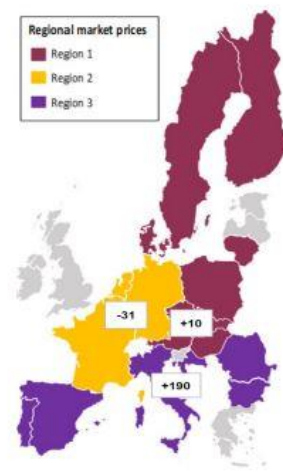 Regional market prices
Region 1
Region 2
Region 3
-31
+10
+190